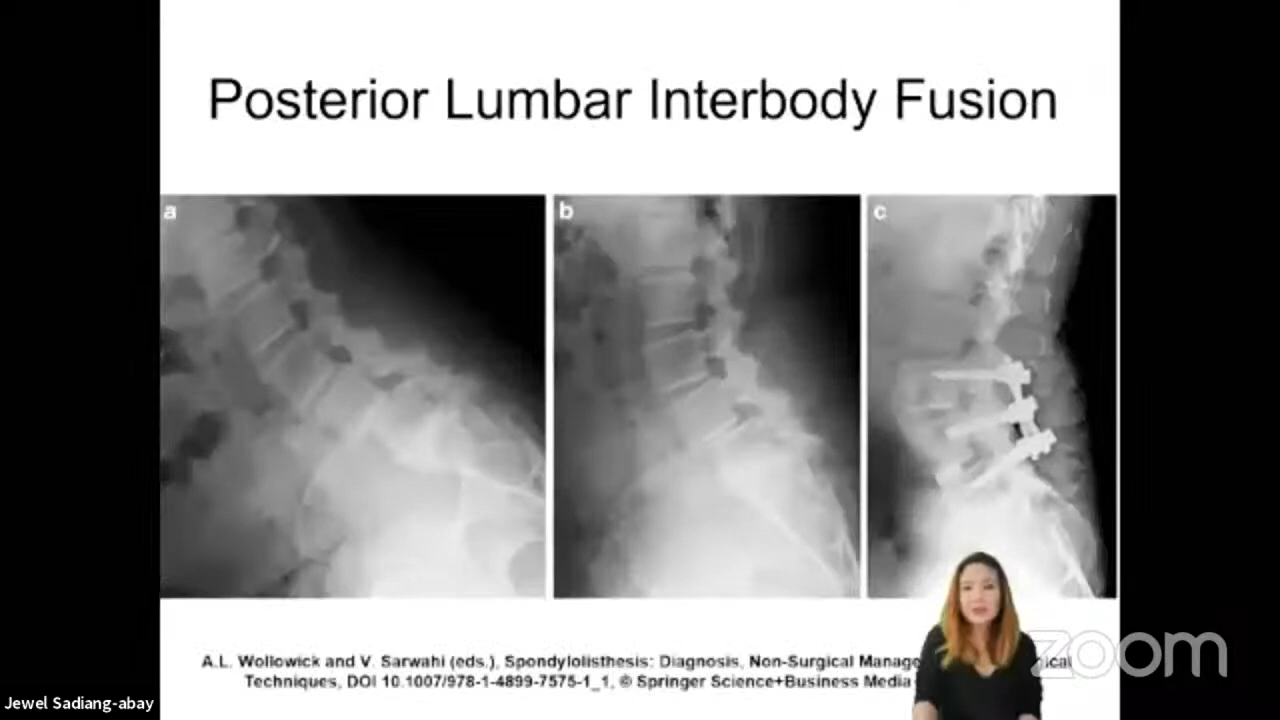 Posterior Lumbar Interbody Fusion
a
b
c
A.L. Wollowick and V. Sarwahi (eds.), Spondylolisthesis: Diagnosis, Non-Surgical
Techniques, DOI 10.1007/978-1-4899-7575-1_1, © Springer Science+Business Media
zoom
Jewel Sadiang-abay